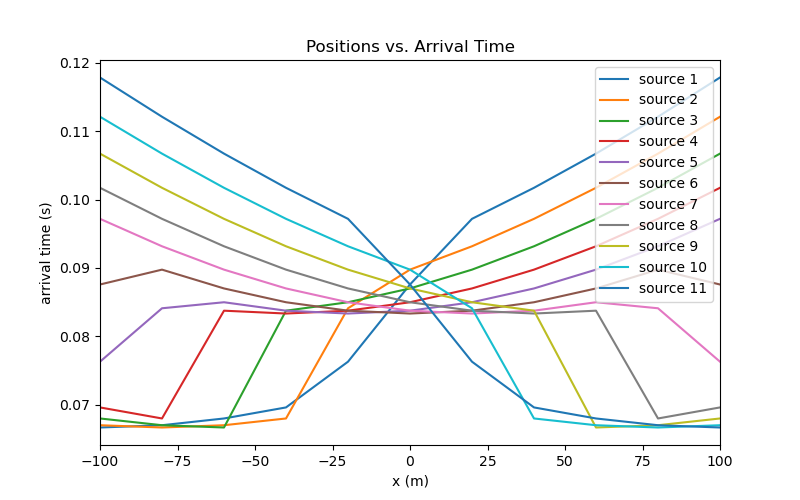 Positions vs. Arrival Time
0.12
0.11
0.10
0.09
0.08
0.07
arrival time (s)
source 1
source 2
source 3
source 4
source 5
source 6
source 7
source 8
source 9
source 10
source 11
−100 −75 −50 −25 0 25 50 75 100
x (m)